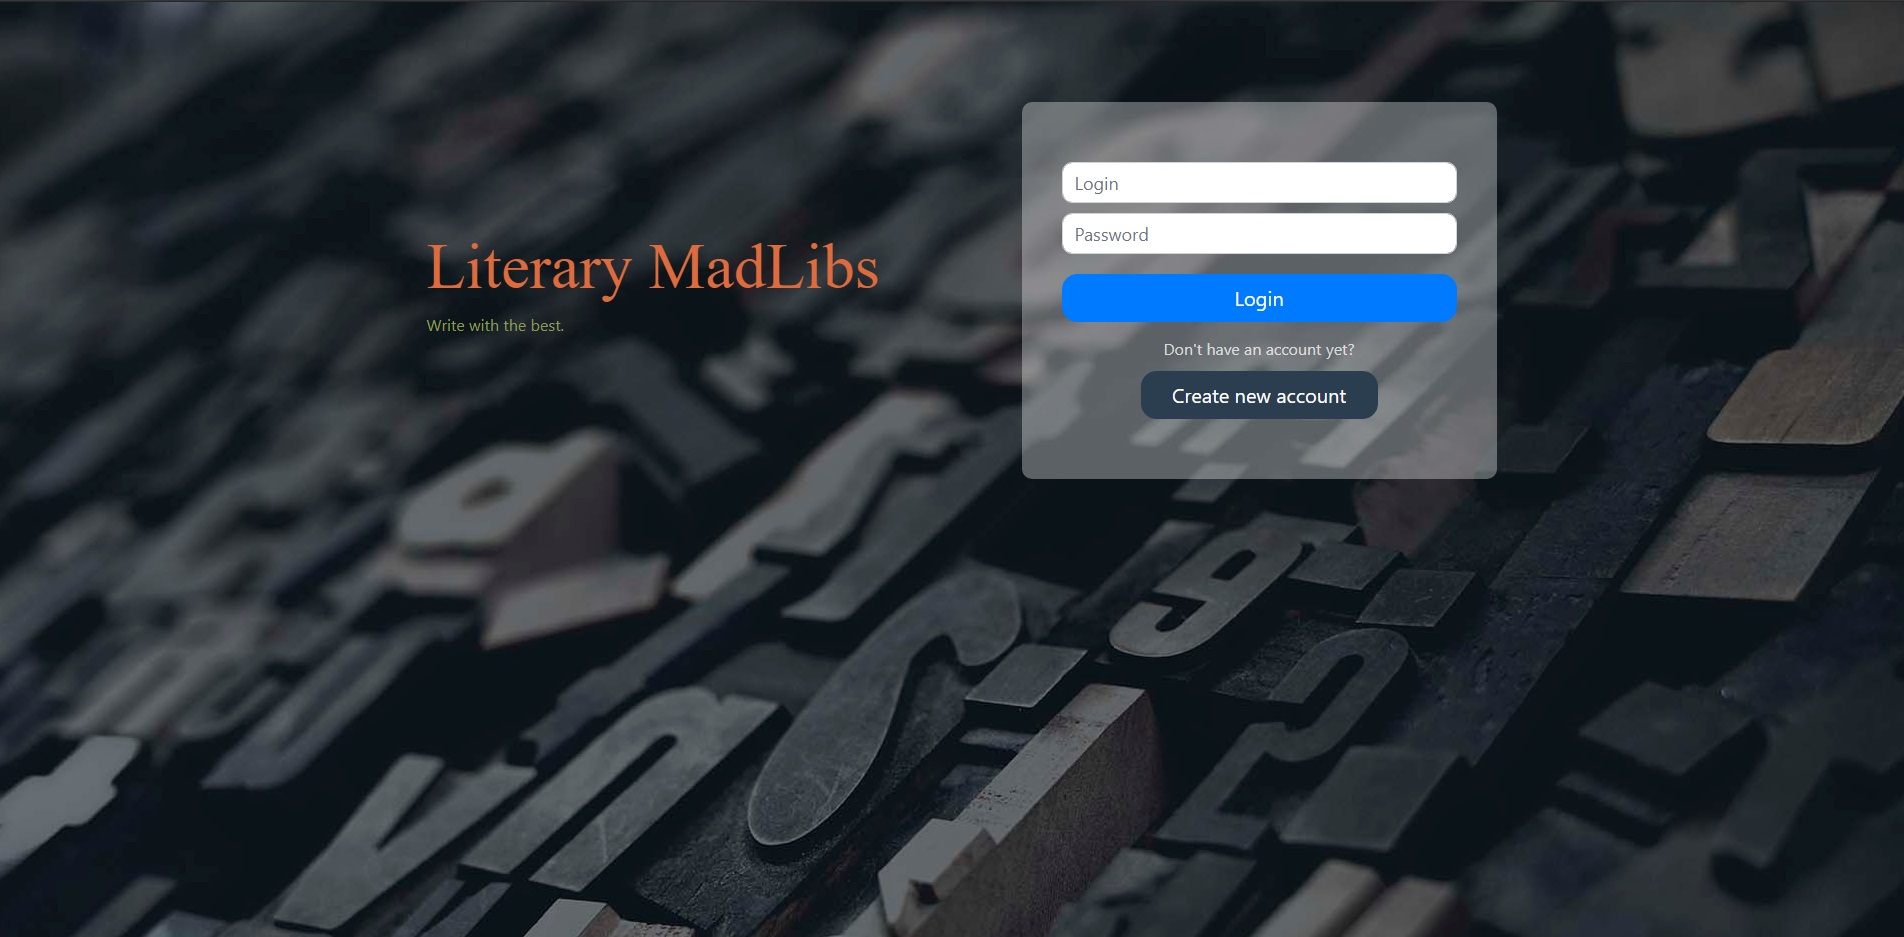 Literary MadLibs
Write with the best.
Login
Password
Login
Don't have an account yet?
Create new account